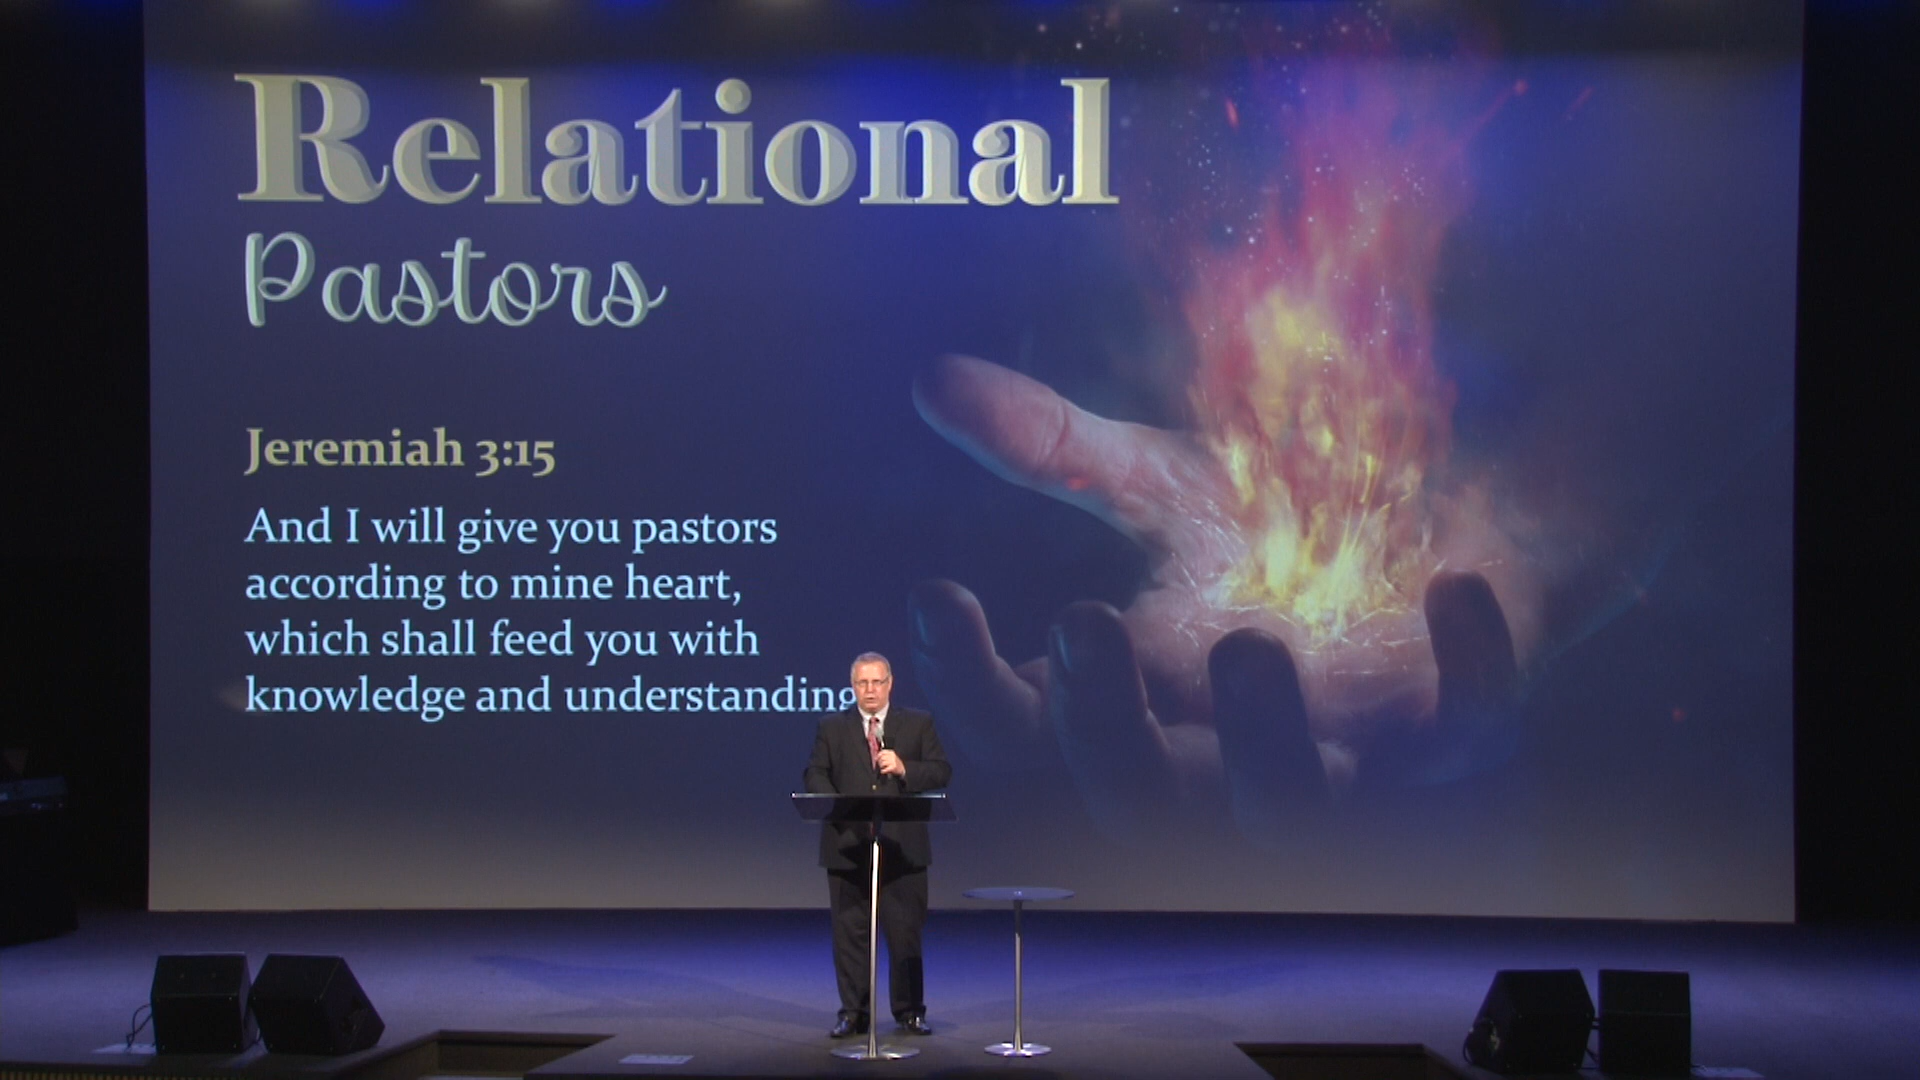 Relational
Pastors
Jeremiah 3:15
And I will give you pastors
according to mine heart,
which shall feed you with
knowledge and understanding